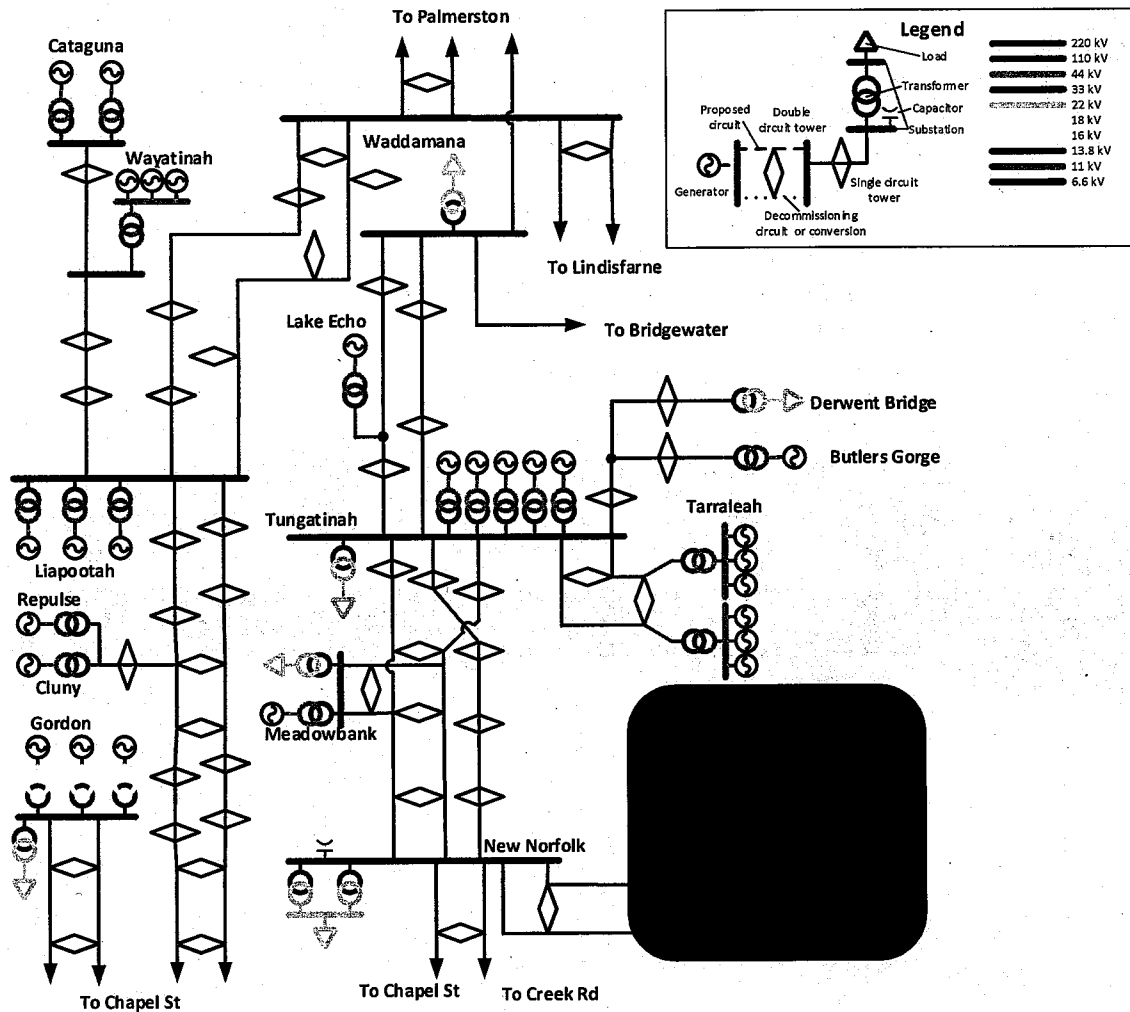 To Palmerston
Cataguna
Wayatinah
Waddamana
Legend
Load
Transformer
Capacitor
Substation
Proposed
circuit
Double
circuit tower
Generator
Single circuit
tower
Decommissioning
circuit or conversion
220 kV
110 kV
44 kV
33 kV
22 kV
18 kV
16 kV
13.8 kV
11 kV
6.6 kV
To Lindisfarne
Lake Echo
To Bridgewater
Derwent Bridge
Butlers Gorge
Tarraleah
Tungatinah
Liapootah
Repulse
Cluny
Gordon
Meadowbank
New Norfolk
To Chapel St
To Chapel St
To Creek Rd